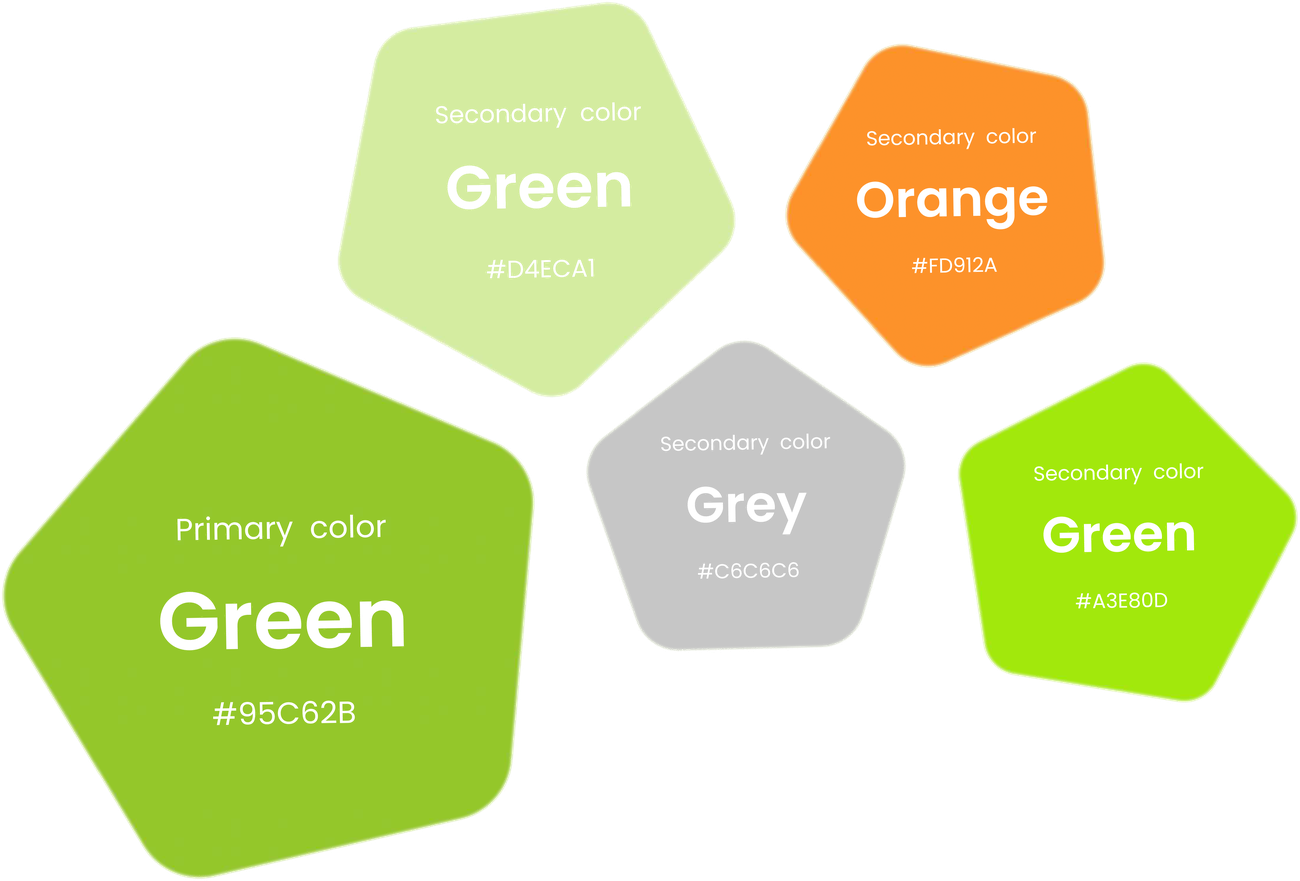 Secondary color
Green
#D4ECA1
Secondary color
Orange
#FD912A
Primary color
Green
#95C62B
Secondary color
Grey
#C6C6C6
Secondary color
Green
#A3E80D